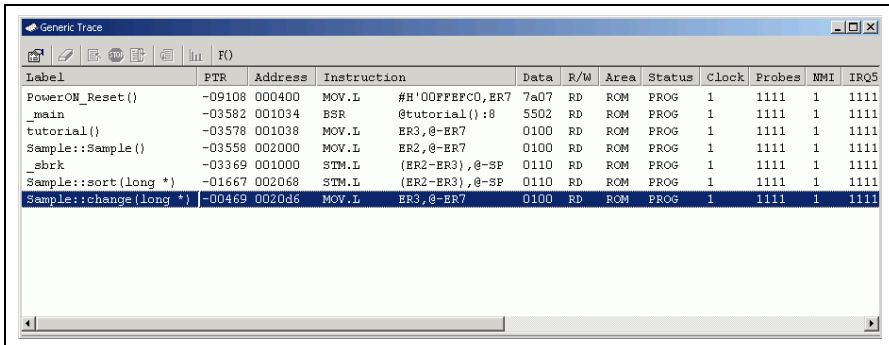 Generic Trace
STOP F()
Label PTR Address Instruction Data R/W Area Status Clock Probes NMI IRQ5
PowerON_Reset() -09108 000400 MOV.L #H'00FFEFC0,ER7 7a07 RD ROM PROG 1 1111 1 1111
_main -03582 001034 BSR @tutorial():8 5502 RD ROM PROG 1 1111 1 1111
tutorial() -03578 001038 MOV.L ER3,@-ER7 0100 RD ROM PROG 1 1111 1 1111
Sample::Sample() -03558 002000 MOV.L ER2,@-ER7 0100 RD ROM PROG 1 1111 1 1111
_sbrk -03369 001000 STM.L (ER2-ER3),@-SP 0110 RD ROM PROG 1 1111 1 1111
Sample::sort(long *) -01667 002068 STM.L (ER2-ER3),@-SP 0110 RD ROM PROG 1 1111 1 1111
Sample::change(long *) -00469 0020d6 MOV.L ER3,@-ER7 0100 RD ROM PROG 1 1111 1 1111